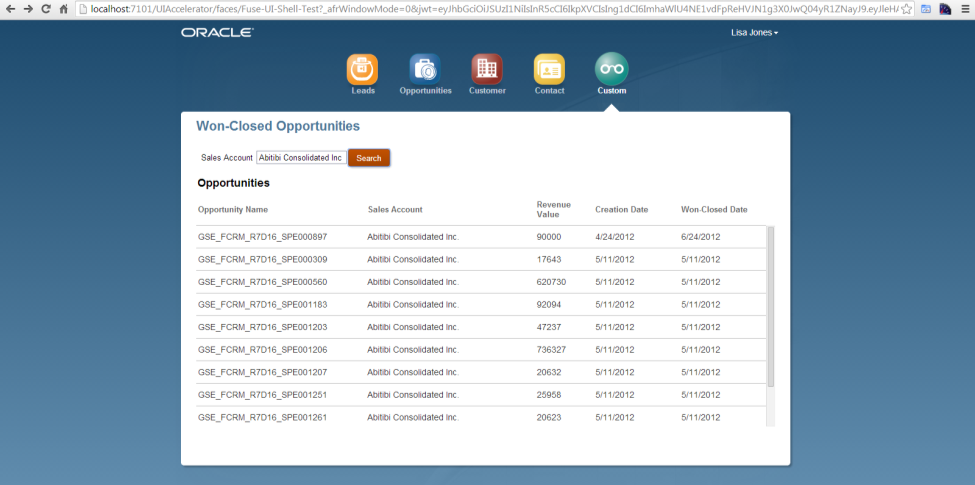 localhost:7101/UIAccelerator/faces/Fuse-UI-Shell-Test?_afrWindowMode=0&jwt=
ORACLE
Lisa Jones
Leads Opportunities Customer Contact Custom
Won-Closed Opportunities
Sales Account Abitibi Consolidated Inc Search
Opportunities
Opportunity Name Sales Account Revenue Value Creation Date Won-Closed Date
GSE_FCRM_R7D16_SPE000897 Abitibi Consolidated Inc. 90000 4/24/2012 6/24/2012
GSE_FCRM_R7D16_SPE000309 Abitibi Consolidated Inc. 17643 5/11/2012 5/11/2012
GSE_FCRM_R7D16_SPE000560 Abitibi Consolidated Inc. 620730 5/11/2012 5/11/2012
GSE_FCRM_R7D16_SPE001183 Abitibi Consolidated Inc. 92094 5/11/2012 5/11/2012
GSE_FCRM_R7D16_SPE001203 Abitibi Consolidated Inc. 47237 5/11/2012 5/11/2012
GSE_FCRM_R7D16_SPE001206 Abitibi Consolidated Inc. 736327 5/11/2012 5/11/2012
GSE_FCRM_R7D16_SPE001207 Abitibi Consolidated Inc. 20632 5/11/2012 5/11/2012
GSE_FCRM_R7D16_SPE001251 Abitibi Consolidated Inc. 25958 5/11/2012 5/11/2012
GSE_FCRM_R7D16_SPE001261 Abitibi Consolidated Inc. 20623 5/11/2012 5/11/2012